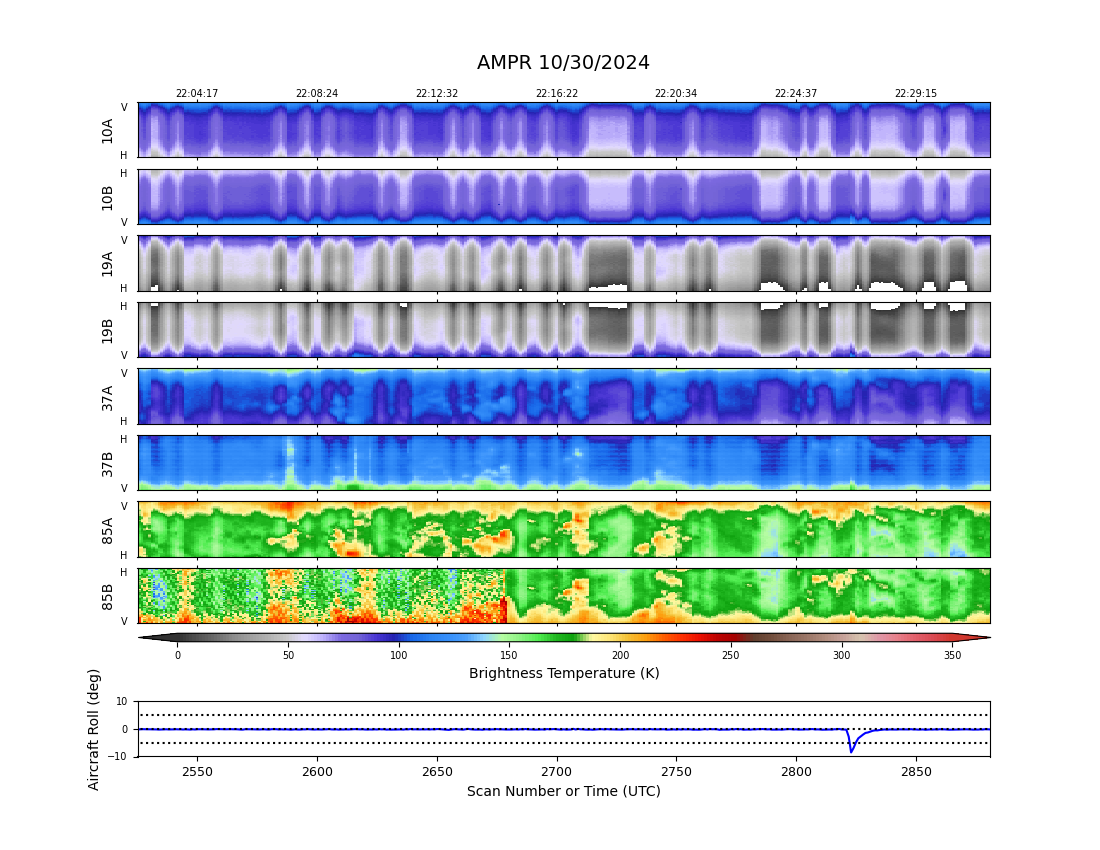 AMPR 10/30/2024
22:04:17 22:08:24 22:12:32 22:16:22 22:20:34 22:24:37 22:29:15
V
10A
H
H
10B
V
V
19A
H
H
19B
V
V
37A
H
H
37B
V
V
85A
H
H
85B
V
0 50 100 150 200 250 300 350
Brightness Temperature (K)
Aircraft Roll (deg)
10
0
−10
2550 2600 2650 2700 2750 2800 2850
Scan Number or Time (UTC)